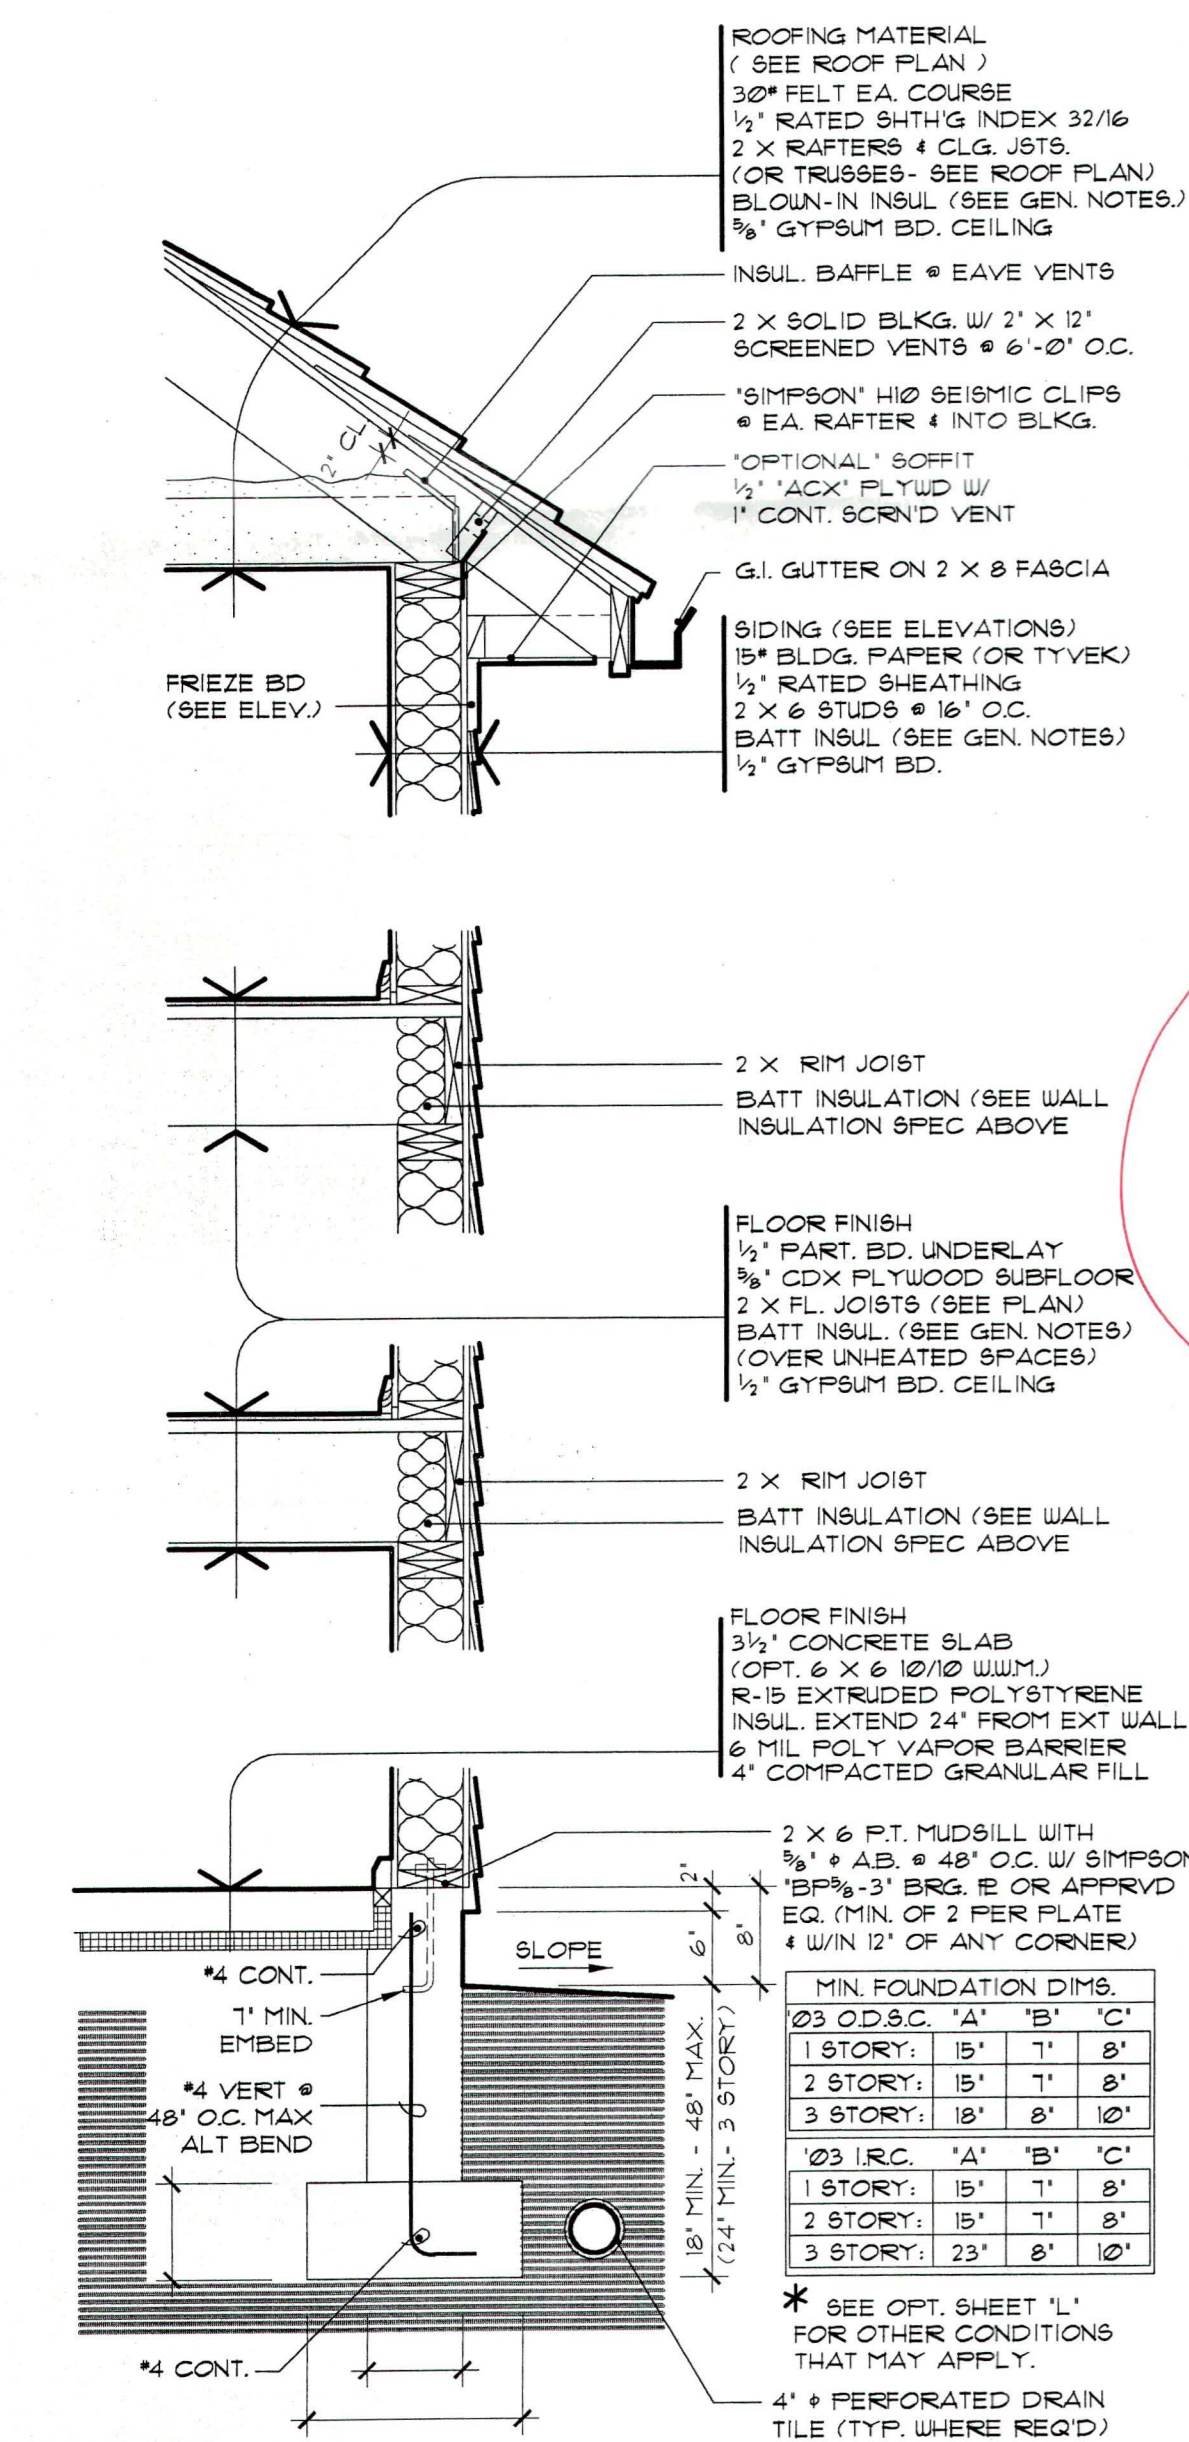 ROOFING MATERIAL
( SEE ROOF PLAN )
30# FELT EA. COURSE
½" RATED SHTH'G INDEX 32/16
2 X RAFTERS & CLG. JSTS.
(OR TRUSSES- SEE ROOF PLAN)
BLOWN-IN INSUL (SEE GEN. NOTES.)
⅝" GYPSUM BD. CEILING
INSUL. BAFFLE @ EAVE VENTS
2 X SOLID BLKG. W/ 2" X 12"
SCREENED VENTS @ 6'-0" O.C.
"SIMPSON" H10 SEISMIC CLIPS
@ EA. RAFTER & INTO BLKG.
2" CL
"OPTIONAL" SOFFIT
½" "ACX" PLYWD W/
1" CONT. SCRN'D VENT
G.I. GUTTER ON 2 X 8 FASCIA
SIDING (SEE ELEVATIONS)
15# BLDG. PAPER (OR TYVEK)
½" RATED SHEATHING
2 X 6 STUDS @ 16" O.C.
BATT INSUL (SEE GEN. NOTES)
½" GYPSUM BD.
FRIEZE BD
(SEE ELEV.)
2 X RIM JOIST
BATT INSULATION (SEE WALL
INSULATION SPEC ABOVE
FLOOR FINISH
½" PART. BD. UNDERLAY
⅝" CDX PLYWOOD SUBFLOOR
2 X FL. JOISTS (SEE PLAN)
BATT INSUL. (SEE GEN. NOTES)
(OVER UNHEATED SPACES)
½" GYPSUM BD. CEILING
2 X RIM JOIST
BATT INSULATION (SEE WALL
INSULATION SPEC ABOVE
FLOOR FINISH
3½" CONCRETE SLAB
(OPT. 6 X 6 10/10 W.W.M.)
R-15 EXTRUDED POLYSTYRENE
INSUL. EXTEND 24" FROM EXT WALL
6 MIL POLY VAPOR BARRIER
4" COMPACTED GRANULAR FILL
2 X 6 P.T. MUDSILL WITH
⅝" ϕ A.B. @ 48" O.C. W/ SIMPSON
"BP⅝-3" BRG. PL OR APPRVD
EQ. (MIN. OF 2 PER PLATE
& W/IN 12" OF ANY CORNER)
2"
6"
8"
SLOPE
#4 CONT.
7" MIN.
EMBED
#4 VERT @
48" O.C. MAX
ALT BEND
18" MIN. - 48" MAX.
(24" MIN.- 3 STORY)
MIN. FOUNDATION DIMS.
'03 O.D.S.C. "A" "B" "C"
1 STORY: 15" 7" 8"
2 STORY: 15" 7" 8"
3 STORY: 18" 8" 10"
'03 I.R.C. "A" "B" "C"
1 STORY: 15" 7" 8"
2 STORY: 15" 7" 8"
3 STORY: 23" 8" 10"
* SEE OPT. SHEET "L"
FOR OTHER CONDITIONS
THAT MAY APPLY.
#4 CONT.
4" ϕ PERFORATED DRAIN
TILE (TYP. WHERE REQ'D)